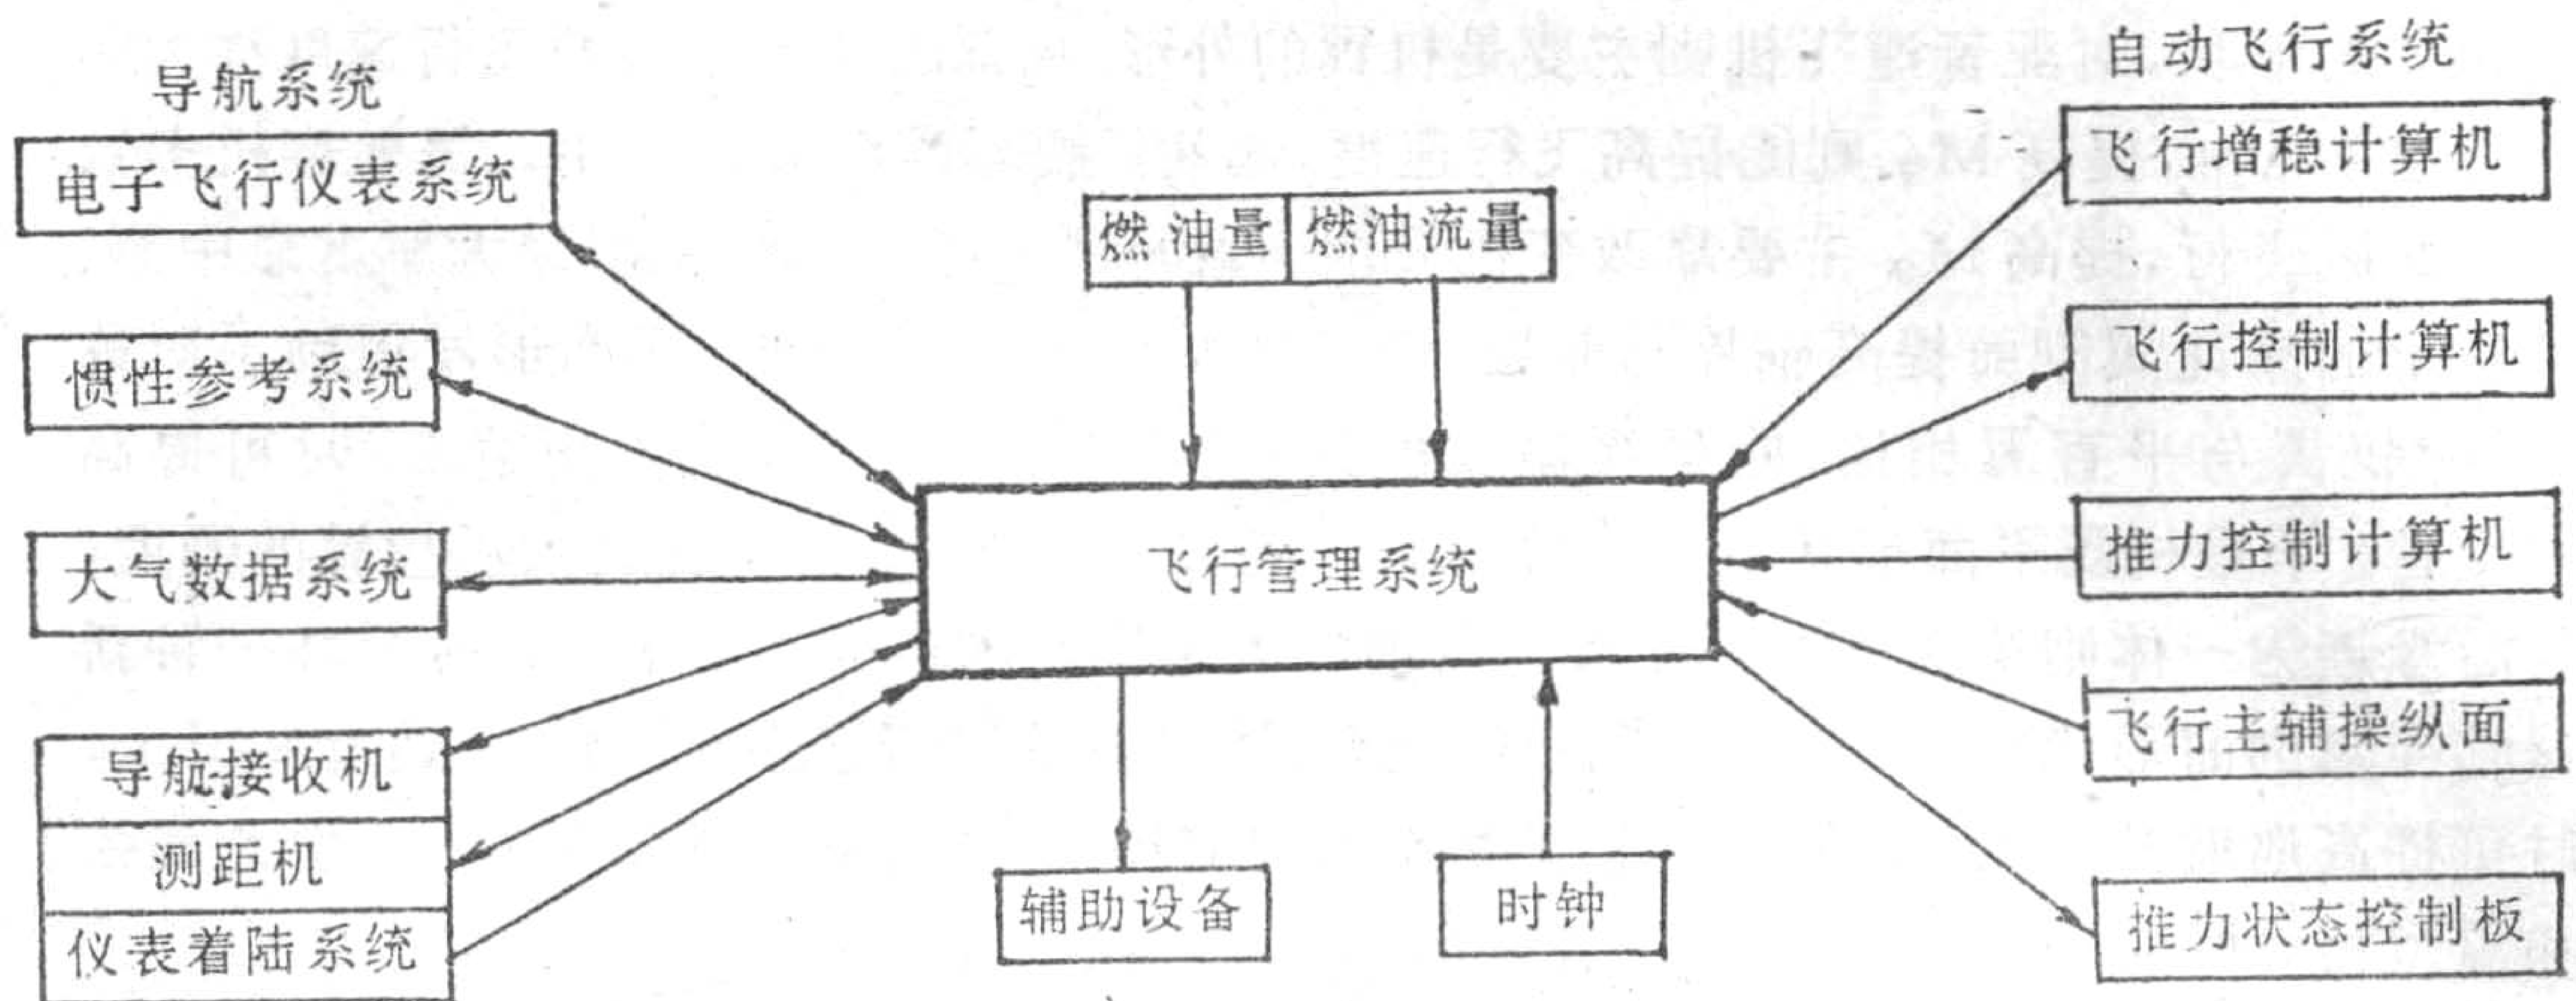 导航系统
电子飞行仪表系统
惯性参考系统
大气数据系统
导航接收机
测距机
仪表着陆系统
燃油量
燃油流量
飞行管理系统
辅助设备
时钟
自动飞行系统
飞行增稳计算机
飞行控制计算机
推力控制计算机
飞行主辅操纵面
推力状态控制板